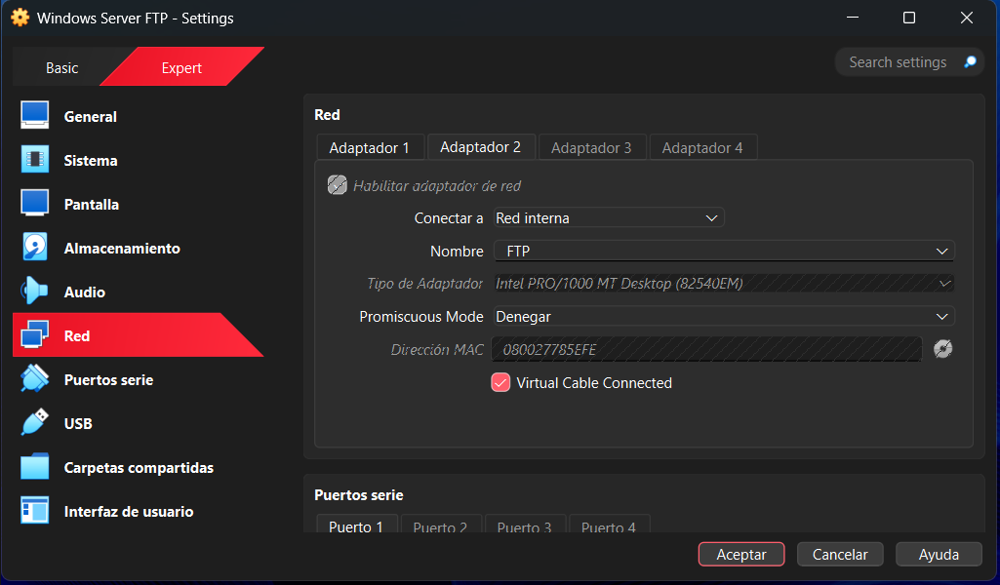 Windows Server FTP - Settings
Basic
Expert
Search settings
General
Sistema
Pantalla
Almacenamiento
Audio
Red
Puertos serie
USB
Carpetas compartidas
Interfaz de usuario
Red
Adaptador 1
Adaptador 2
Adaptador 3
Adaptador 4
Habilitar adaptador de red
Conectar a Red interna
Nombre FTP
Tipo de Adaptador Intel PRO/1000 MT Desktop (82540EM)
Promiscuous Mode Denegar
Dirección MAC 080027785EFE
Virtual Cable Connected
Puertos serie
Puerto 1
Puerto 2
Puerto 3
Puerto 4
Aceptar
Cancelar
Ayuda